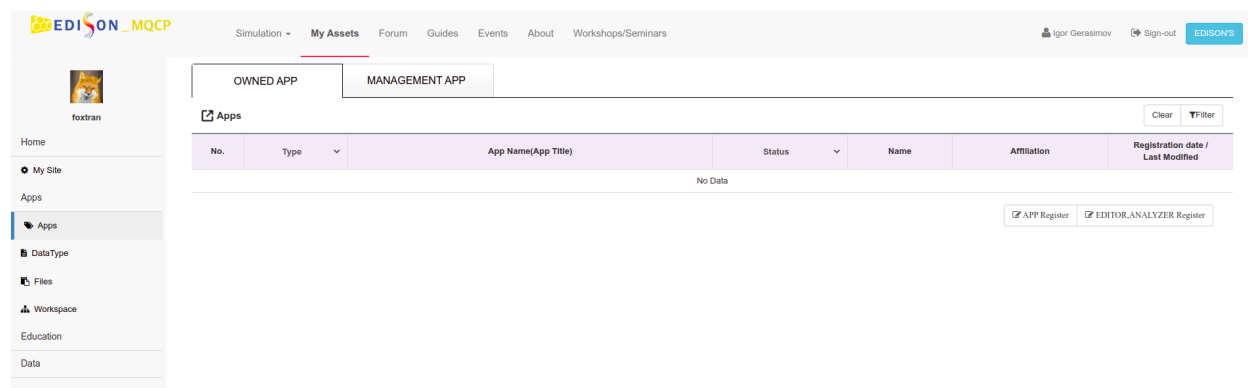 EDISON_MQCP
Simulation My Assets Forum Guides Events About Workshops/Seminars Igor Gerasimov Sign-out EDISON'S
foxtran
Home
My Site
Apps
Apps
DataType
Files
Workspace
Education
Data
OWNED APP MANAGEMENT APP
Apps Clear Filter
No. Type App Name(App Title) Status Name Affiliation Registration date /
Last Modified
No Data
APP Register EDITOR,ANALYZER Register